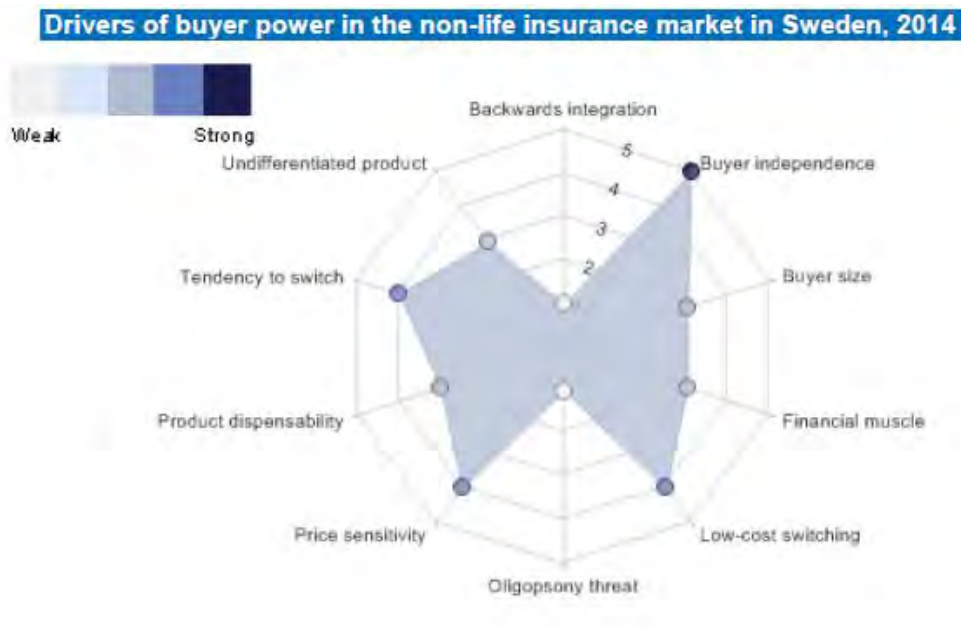 Drivers of buyer power in the non-life insurance market in Sweden, 2014
Weak
Strong
Backwards integration
Undifferentiated product
5
Buyer independence
4
3
2
Tendency to switch
Buyer size
Product dispensability
Financial muscle
Price sensitivity
Low-cost switching
Oligopsony threat